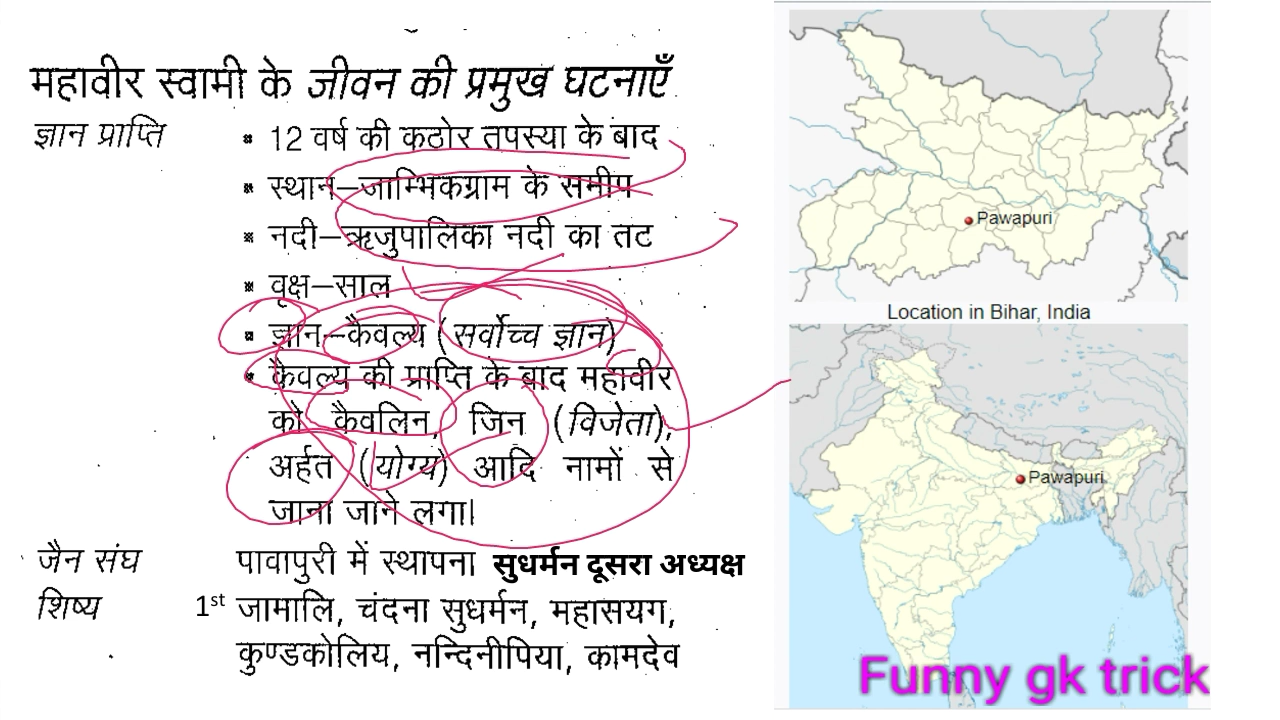 महावीर स्वामी के जीवन की प्रमुख घटनाएँ
ज्ञान प्राप्ति ▪ 12 वर्ष की कठोर तपस्या के बाद
▪ स्थान–जाम्भिकग्राम के समीप
▪ नदी–ऋजुपालिका नदी का तट
▪ वृक्ष–साल
▪ ज्ञान–कैवल्य (सर्वोच्च ज्ञान)
▪ कैवल्य की प्राप्ति के बाद महावीर
को कैवलिन, जिन (विजेता),
अर्हत (योग्य) आदि नामों से
जाना जाने लगा।
जैन संघ पावापुरी में स्थापना सुधर्मन दूसरा अध्यक्ष
शिष्य 1st जामालि, चंदना सुधर्मन, महासयग,
कुण्डकोलिय, नन्दिनीपिया, कामदेव
Pawapuri
Location in Bihar, India
Pawapuri
Funny gk trick